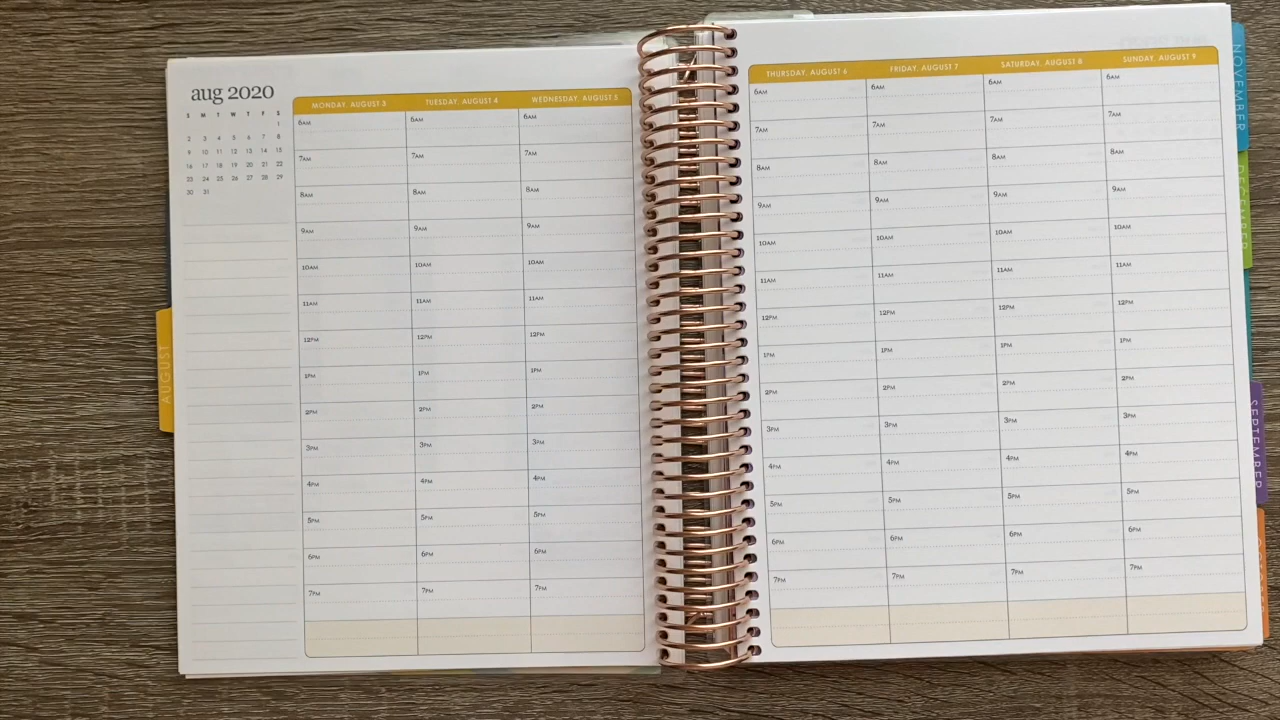 aug 2020
S M T W T F S
1
2 3 4 5 6 7 8
9 10 11 12 13 14 15
16 17 18 19 20 21 22
23 24 25 26 27 28 29
30 31
AUGUST
MONDAY, AUGUST 3 TUESDAY, AUGUST 4 WEDNESDAY, AUGUST 5
6AM 6AM 6AM
7AM 7AM 7AM
8AM 8AM 8AM
9AM 9AM 9AM
10AM 10AM 10AM
11AM 11AM 11AM
12PM 12PM 12PM
1PM 1PM 1PM
2PM 2PM 2PM
3PM 3PM 3PM
4PM 4PM 4PM
5PM 5PM 5PM
6PM 6PM 6PM
7PM 7PM 7PM
THURSDAY, AUGUST 6 FRIDAY, AUGUST 7 SATURDAY, AUGUST 8 SUNDAY, AUGUST 9
6AM 6AM 6AM 6AM
7AM 7AM 7AM 7AM
8AM 8AM 8AM 8AM
9AM 9AM 9AM 9AM
10AM 10AM 10AM 10AM
11AM 11AM 11AM 11AM
12PM 12PM 12PM 12PM
1PM 1PM 1PM 1PM
2PM 2PM 2PM 2PM
3PM 3PM 3PM 3PM
4PM 4PM 4PM 4PM
5PM 5PM 5PM 5PM
6PM 6PM 6PM 6PM
7PM 7PM 7PM 7PM
NOVEMBER
DECEMBER
SEPTEMBER